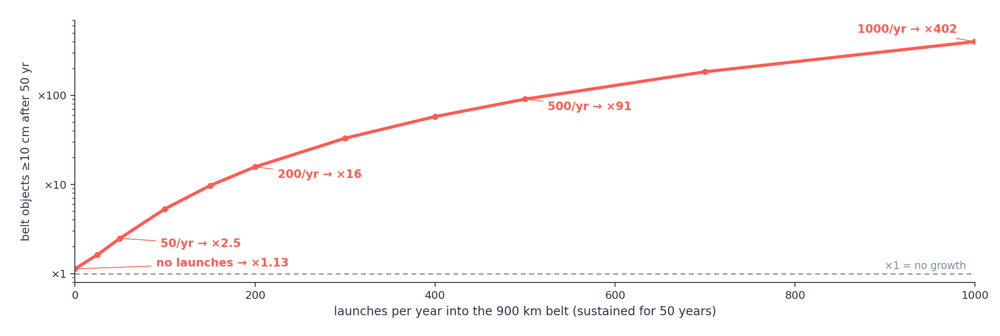 1000/yr → ×402
belt objects ≥10 cm after 50 yr
×100
500/yr → ×91
×10
200/yr → ×16
50/yr → ×2.5
no launches → ×1.13
×1 = no growth
×1
0 200 400 600 800 1000
launches per year into the 900 km belt (sustained for 50 years)